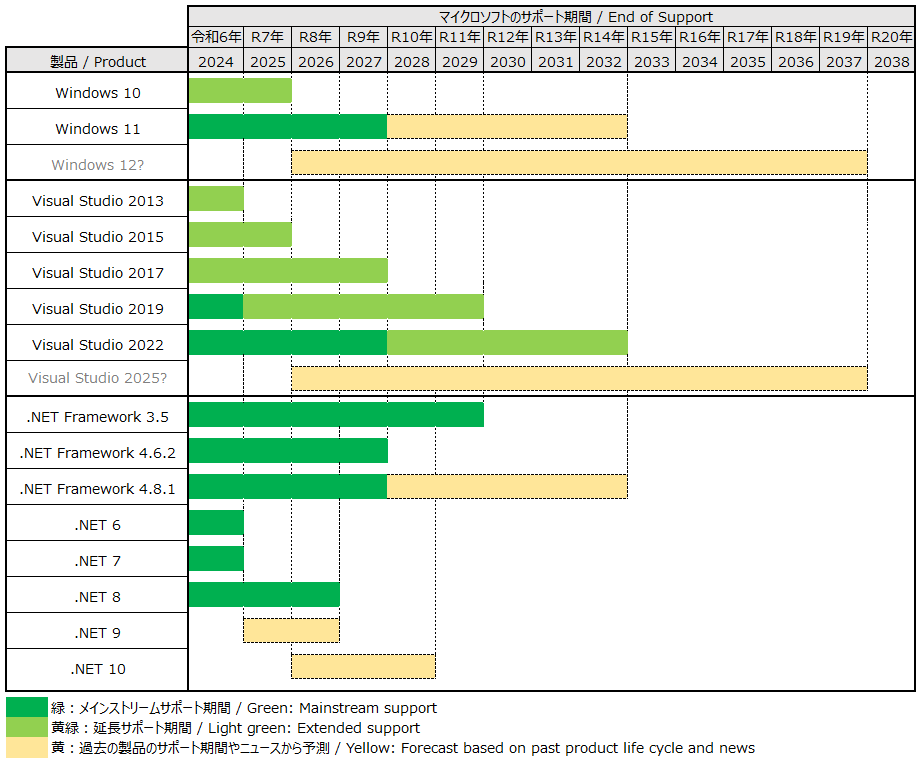 マイクロソフトのサポート期間 / End of Support
令和6年 R7年 R8年 R9年 R10年 R11年 R12年 R13年 R14年 R15年 R16年 R17年 R18年 R19年 R20年
製品 / Product 2024 2025 2026 2027 2028 2029 2030 2031 2032 2033 2034 2035 2036 2037 2038
Windows 10
Windows 11
Windows 12?
Visual Studio 2013
Visual Studio 2015
Visual Studio 2017
Visual Studio 2019
Visual Studio 2022
Visual Studio 2025?
.NET Framework 3.5
.NET Framework 4.6.2
.NET Framework 4.8.1
.NET 6
.NET 7
.NET 8
.NET 9
.NET 10
緑：メインストリームサポート期間 / Green: Mainstream support
黄緑：延長サポート期間 / Light green: Extended support
黄：過去の製品のサポート期間やニュースから予測 / Yellow: Forecast based on past product life cycle and news